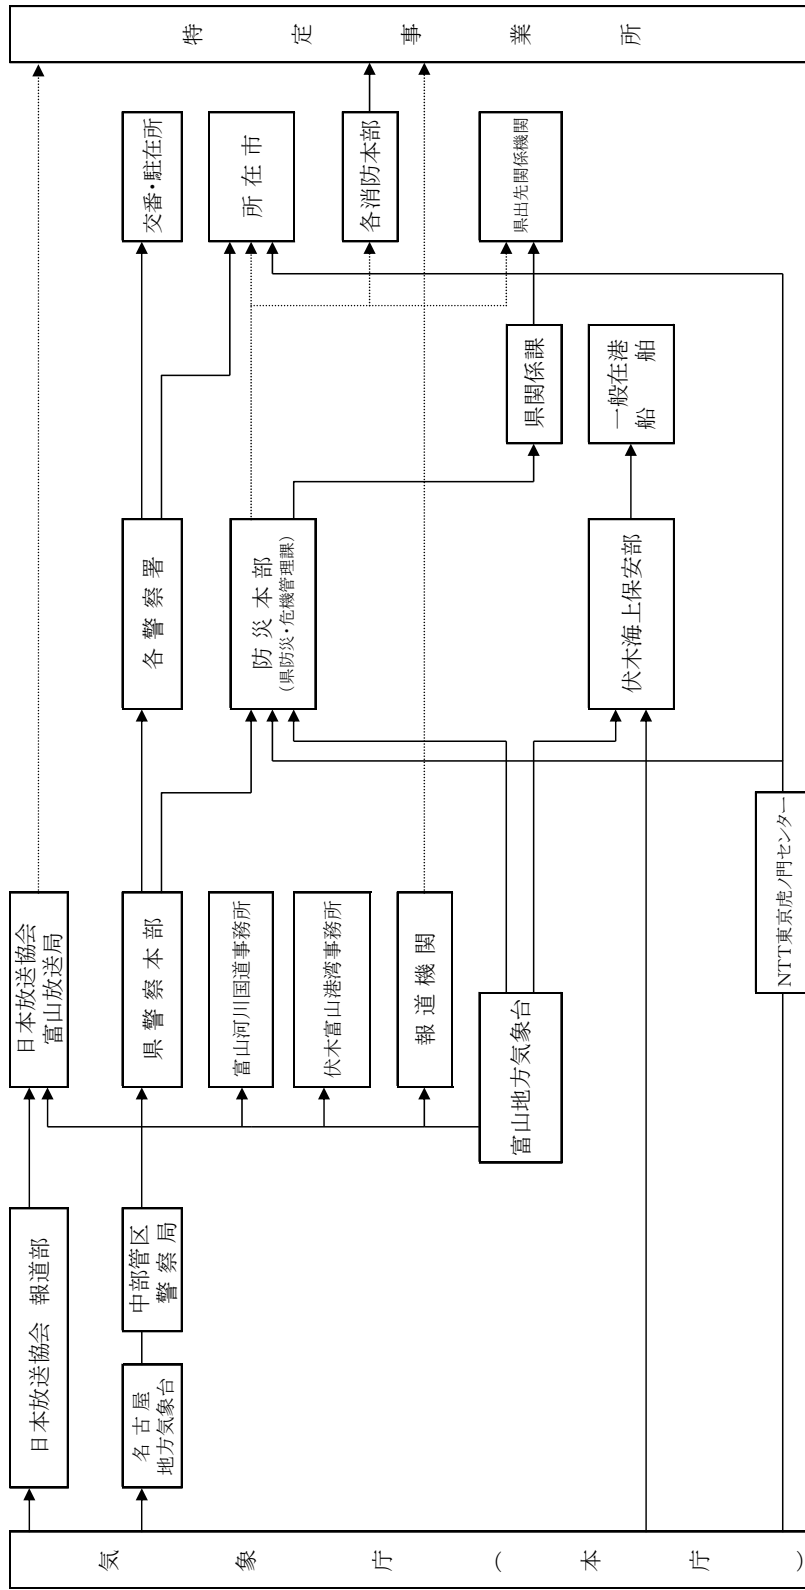 気象庁(本庁)
日本放送協会 報道部
名古屋
地方気象台
中部管区
警察局
日本放送協会
富山放送局
県警察本部
富山河川国道事務所
伏木富山港湾事務所
報道機関
富山地方気象台
NTT東京虎ノ門センター
各警察署
防災本部
(県防災・危機管理課)
伏木海上保安部
県関係課
一般在港
船舶
交番・駐在所
所在市
各消防本部
県出先関係機関
特定事業所